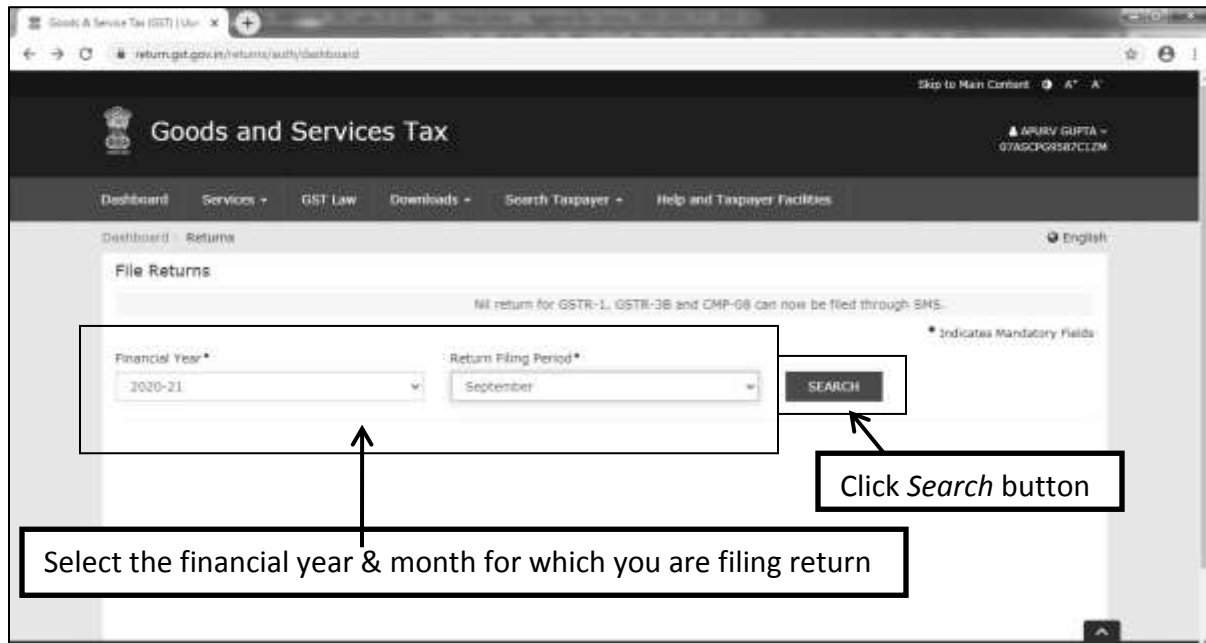 Goods & Service Tax (GST) | User
return.gst.gov.in/returns/auth/dashboard
Skip to Main Content A+ A-
Goods and Services Tax
APURV GUPTA
Dashboard Services GST Law Downloads Search Taxpayer Help and Taxpayer Facilities
Dashboard Returns English
File Returns
Nil return for GSTR-1, GSTR-3B and CMP-08 can now be filed through SMS.
• Indicates Mandatory Fields
Financial Year • Return Filing Period •
2020-21 September SEARCH
Click Search button
Select the financial year & month for which you are filing return